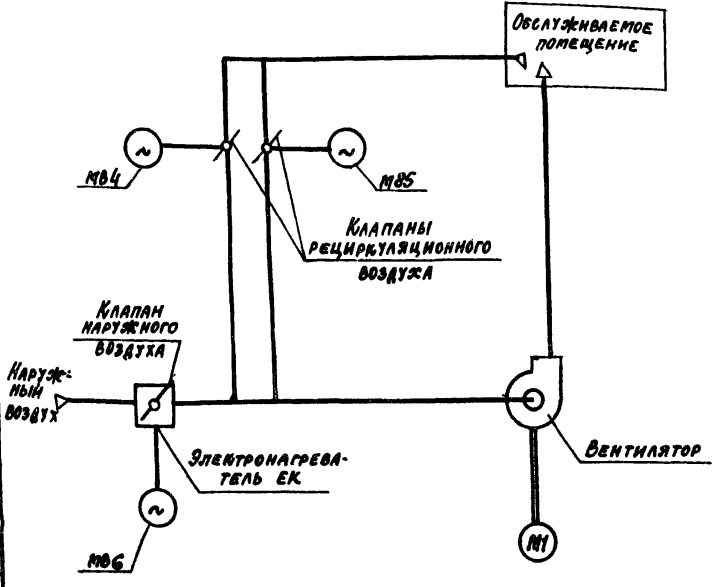 Обслуживаемое
помещение
~
~
МВ4
МВ5
Клапаны
рециркуляционного
воздуха
Клапан
наружного
воздуха
Наруж-
ный
воздух
Электронагрева-
тель ЕК
Вентилятор
~
МВ6
М1